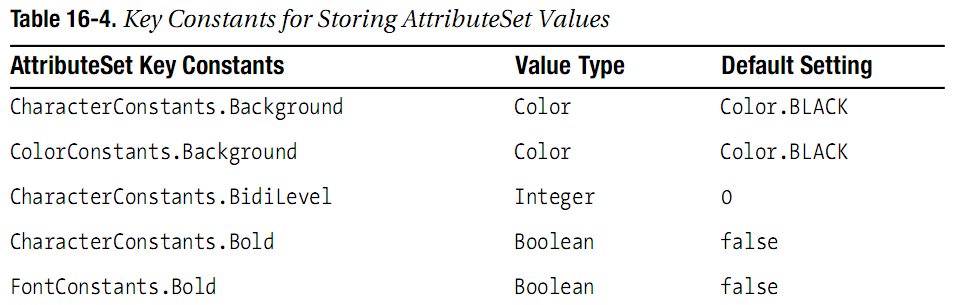 Table 16-4. Key Constants for Storing AttributeSet Values
AttributeSet Key Constants Value Type Default Setting
CharacterConstants.Background Color Color.BLACK
ColorConstants.Background Color Color.BLACK
CharacterConstants.BidiLevel Integer 0
CharacterConstants.Bold Boolean false
FontConstants.Bold Boolean false